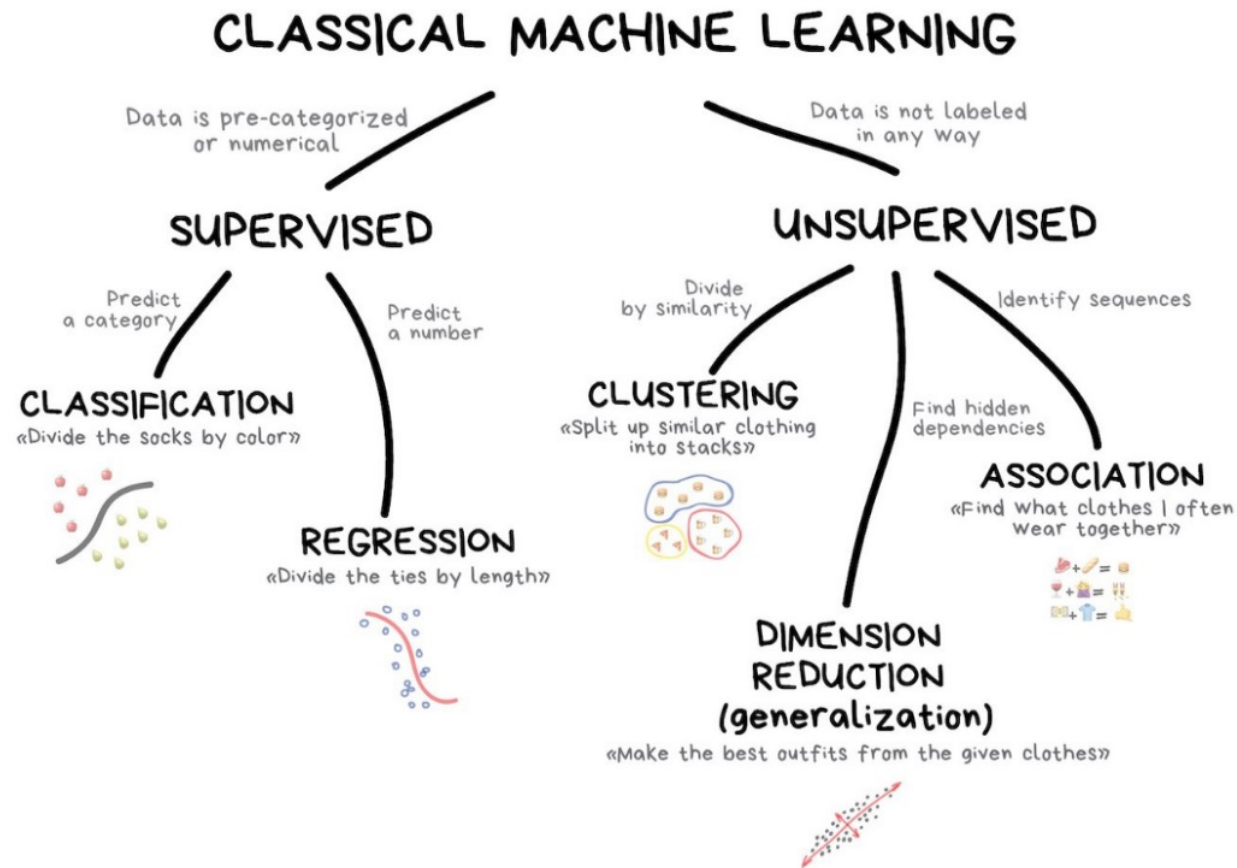 CLASSICAL MACHINE LEARNING
Data is pre-categorized
or numerical
Data is not labeled
in any way
SUPERVISED
UNSUPERVISED
Predict
a category
Predict
a number
Divide
by similarity
Identify sequences
CLASSIFICATION
«Divide the socks by color»
CLUSTERING
«Split up similar clothing
into stacks»
Find hidden
dependencies
ASSOCIATION
«Find What clothes I often
Wear together»
REGRESSION
«Divide the ties by length»
+ =
+ =
+ =
DIMENSION
REDUCTION
(generalization)
«Make the best outfits from the given clothes»